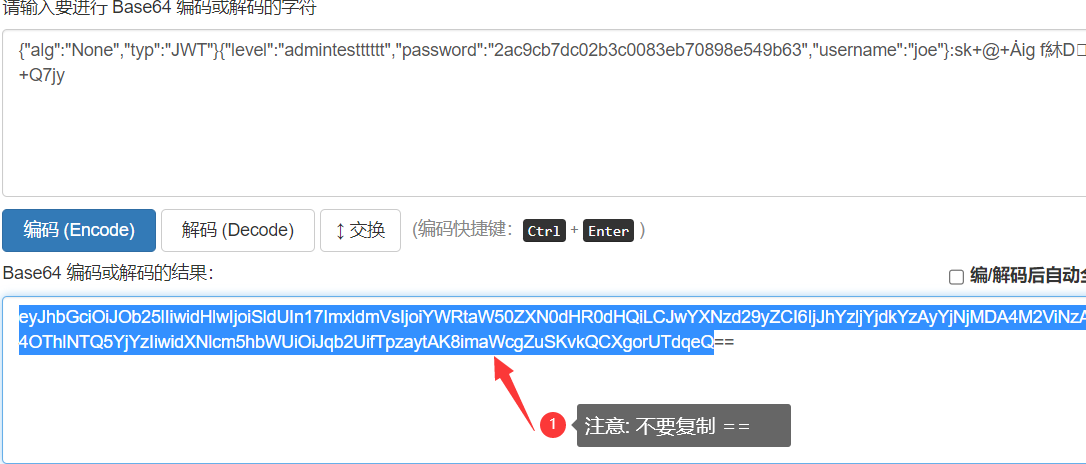 请输入要进行 Base64 编码或解码的字符
{"alg":"None","typ":"JWT"}{"level":"admintestttttt","password":"2ac9cb7dc02b3c0083eb70898e549b63","username":"joe"}:sk+@+Åig f紑D
+Q7jy
编码 (Encode) 解码 (Decode) ↕ 交换 (编码快捷键： Ctrl + Enter )
Base64 编码或解码的结果：
编/解码后自动全
eyJhbGciOiJOb25lIiwidHlwIjoiSldUIn17ImxldmVsIjoiYWRtaW50ZXN0dHR0dHQiLCJwYXNzd29yZCI6IjJhYzljYjdkYzAyYjNjMDA4M2ViNzA
4OThlNTQ5YjYzIiwidXNlcm5hbWUiOiJqb2UifTpzaytAK8imaWcgZuSKvkQCXgorUTdqeQ==
1 注意: 不要复制 ==